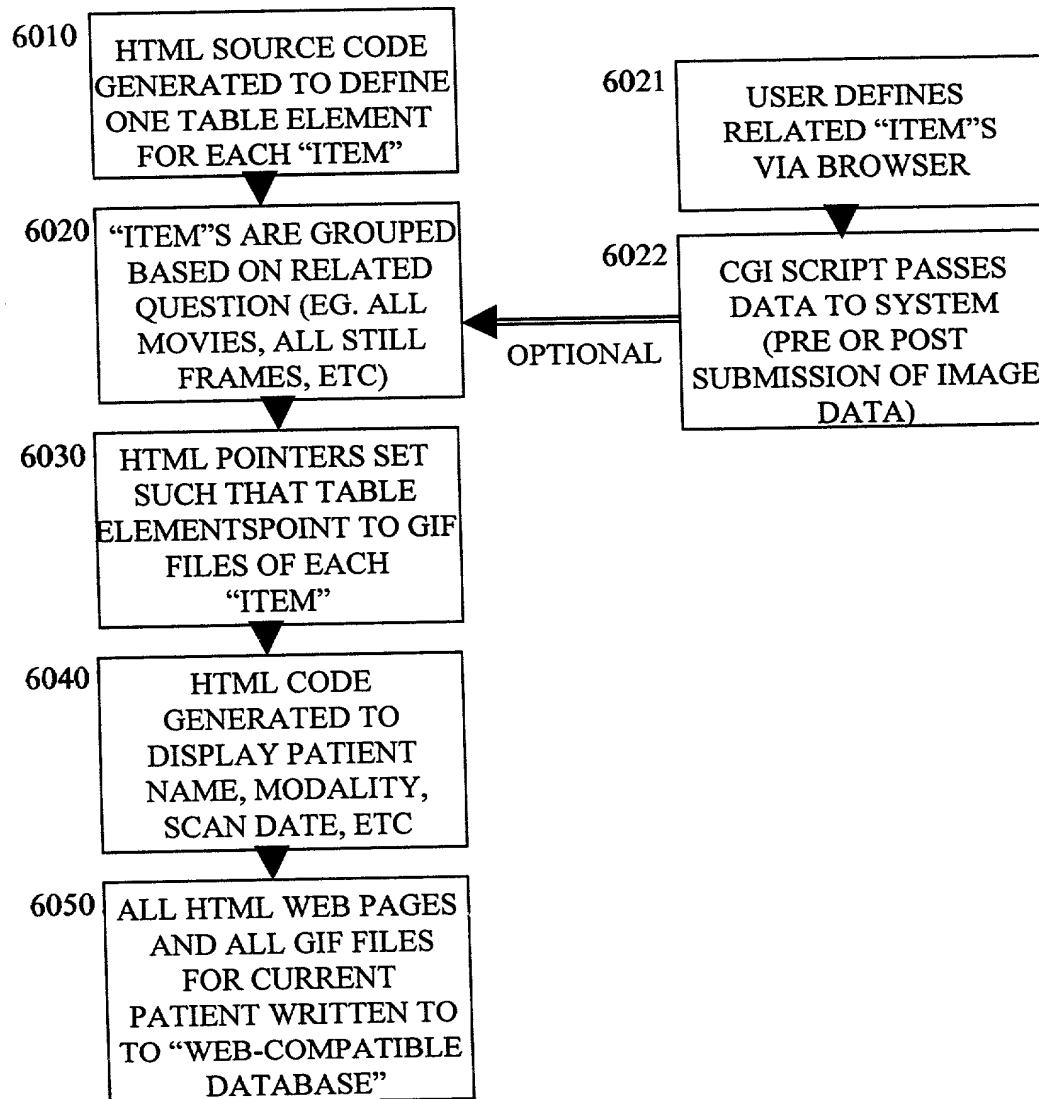 6010
HTML SOURCE CODE
GENERATED TO DEFINE
ONE TABLE ELEMENT
FOR EACH “ITEM”
6020
“ITEM”S ARE GROUPED
BASED ON RELATED
QUESTION (EG. ALL
MOVIES, ALL STILL
FRAMES, ETC)
6021
USER DEFINES
RELATED “ITEM”S
VIA BROWSER
6022
CGI SCRIPT PASSES
DATA TO SYSTEM
(PRE OR POST
SUBMISSION OF IMAGE
DATA)
OPTIONAL
6030
HTML POINTERS SET
SUCH THAT TABLE
ELEMENTSPOINT TO GIF
FILES OF EACH
“ITEM”
6040
HTML CODE
GENERATED TO
DISPLAY PATIENT
NAME, MODALITY,
SCAN DATE, ETC
6050
ALL HTML WEB PAGES
AND ALL GIF FILES
FOR CURRENT
PATIENT WRITTEN TO
TO “WEB-COMPATIBLE
DATABASE”